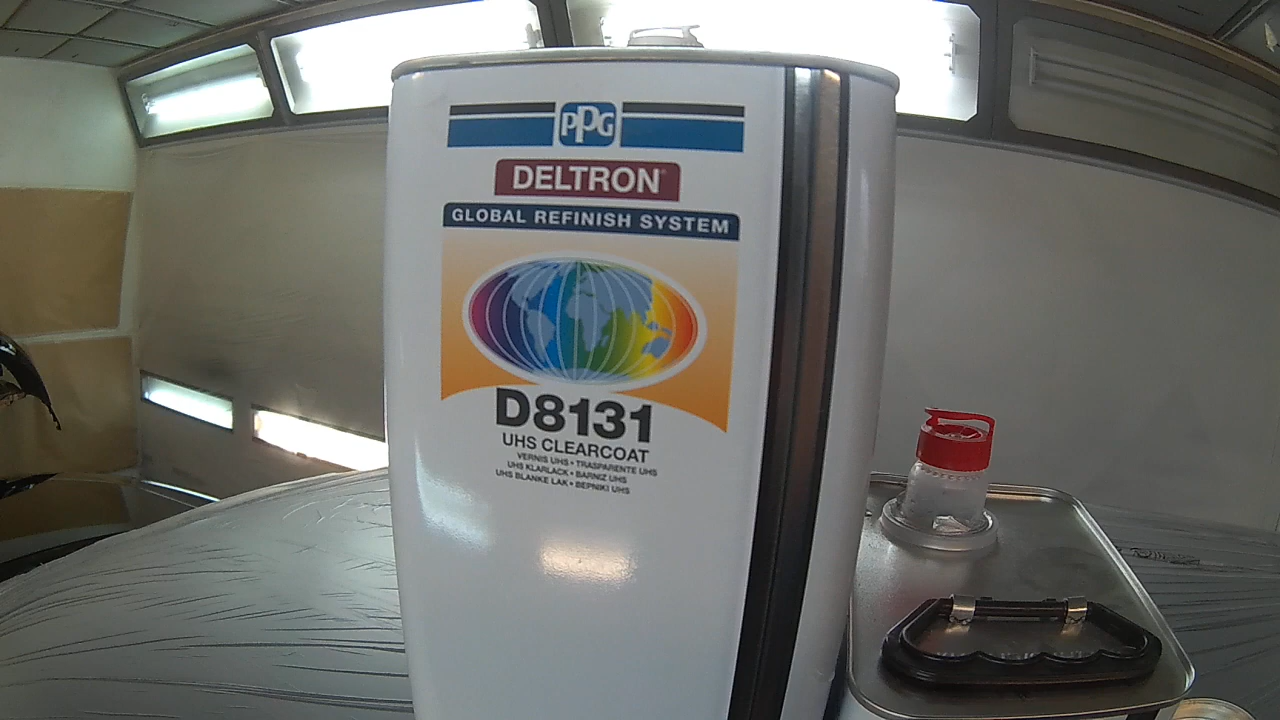 PPG
DELTRON
GLOBAL REFINISH SYSTEM
D8131
UHS CLEARCOAT
VERNIS UHS • TRASPARENTE UHS
UHS KLARLACK • BARNIZ UHS
UHS BLANKE LAK • ВЕРNIKI UHS